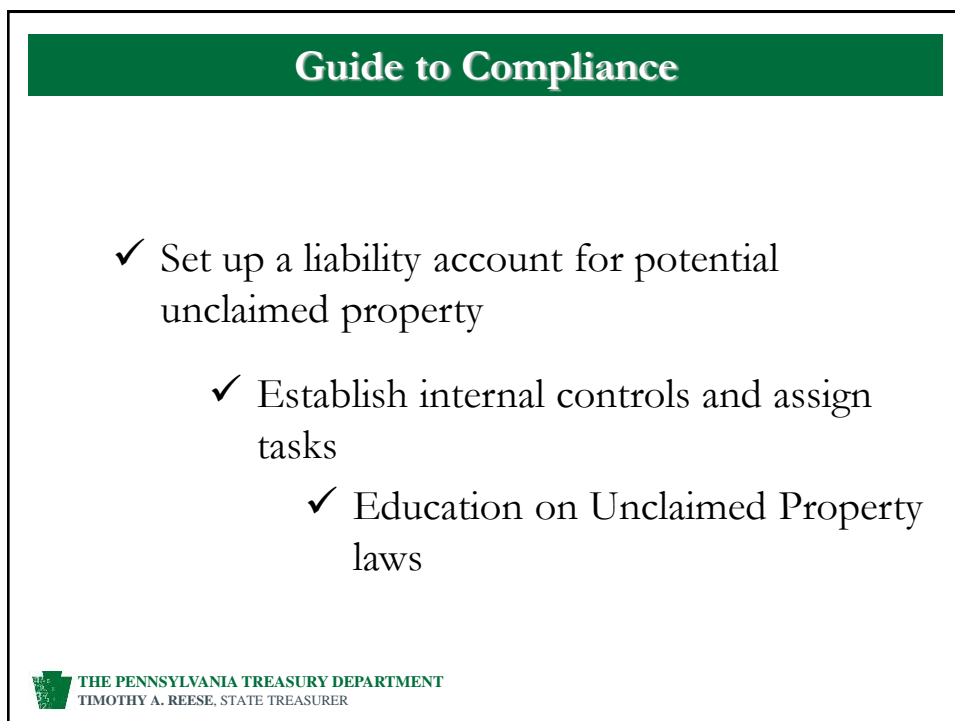 Guide to Compliance
✓ Set up a liability account for potential
unclaimed property
✓ Establish internal controls and assign
tasks
✓ Education on Unclaimed Property
laws
THE PENNSYLVANIA TREASURY DEPARTMENT
TIMOTHY A. REESE, STATE TREASURER